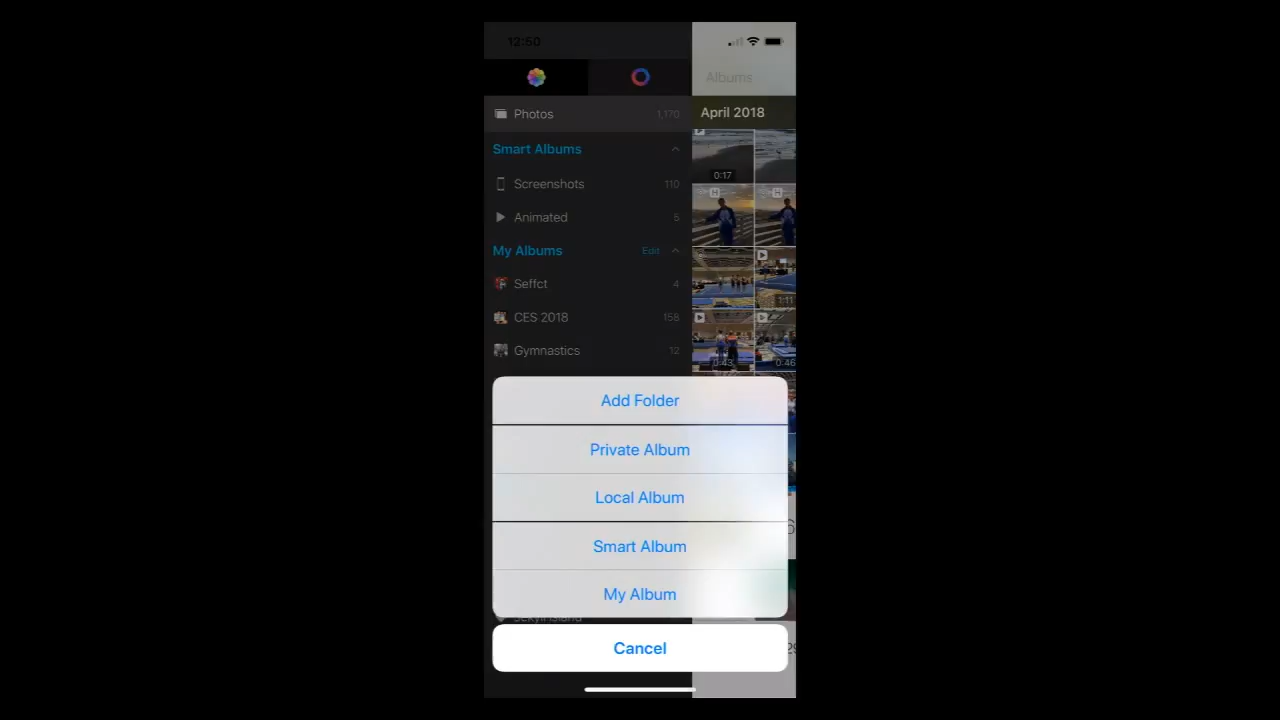 12:50
Albums
Photos 1,170
April 2018
Smart Albums
0:17
Screenshots 110
H H
Animated 5
My Albums Edit
Seffct 4
1:11
CES 2018 158
Gymnastics 12
0:43 0:46
Add Folder
Private Album
Local Album
Smart Album
My Album
Cancel